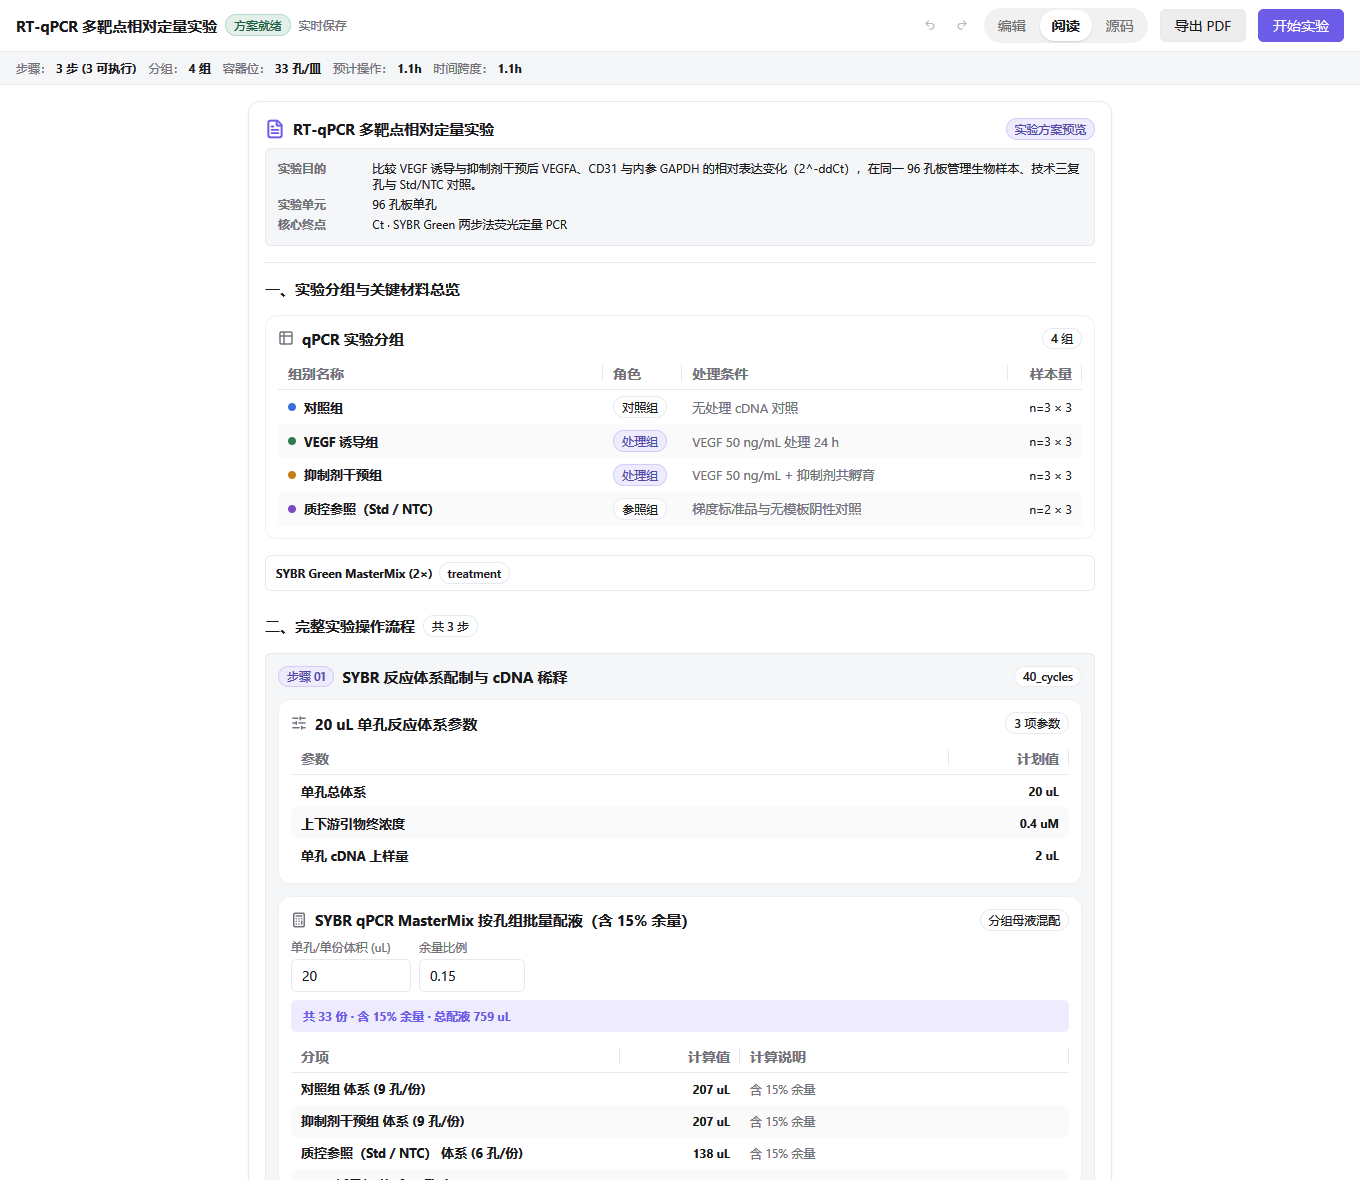 RT-qPCR 多靶点相对定量实验 方案就绪 实时保存 编辑 阅读 源码 导出 PDF 开始实验
步骤： 3 步 (3 可执行) 分组： 4 组 容器位： 33 孔/皿 预计操作： 1.1h 时间跨度： 1.1h
RT-qPCR 多靶点相对定量实验 实验方案预览
实验目的 比较 VEGF 诱导与抑制剂干预后 VEGFA、CD31 与内参 GAPDH 的相对表达变化（2^-ddCt），在同一 96 孔板管理生物样本、技术三复
孔与 Std/NTC 对照。
实验单元 96 孔板单孔
核心终点 Ct · SYBR Green 两步法荧光定量 PCR
一、实验分组与关键材料总览
qPCR 实验分组 4 组
组别名称 角色 处理条件 样本量
对照组 对照组 无处理 cDNA 对照 n=3 × 3
VEGF 诱导组 处理组 VEGF 50 ng/mL 处理 24 h n=3 × 3
抑制剂干预组 处理组 VEGF 50 ng/mL + 抑制剂共孵育 n=3 × 3
质控参照（Std / NTC） 参照组 梯度标准品与无模板阴性对照 n=2 × 3
SYBR Green MasterMix (2×) treatment
二、完整实验操作流程 共 3 步
步骤 01 SYBR 反应体系配制与 cDNA 稀释 40_cycles
20 uL 单孔反应体系参数 3 项参数
参数 计划值
单孔总体系 20 uL
上下游引物终浓度 0.4 uM
单孔 cDNA 上样量 2 uL
SYBR qPCR MasterMix 按孔组批量配液（含 15% 余量） 分组母液混配
单孔/单份体积 (uL) 余量比例
20 0.15
共 33 份 · 含 15% 余量 · 总配液 759 uL
分项 计算值 计算说明
对照组 体系 (9 孔/份) 207 uL 含 15% 余量
抑制剂干预组 体系 (9 孔/份) 207 uL 含 15% 余量
质控参照（Std / NTC） 体系 (6 孔/份) 138 uL 含 15% 余量